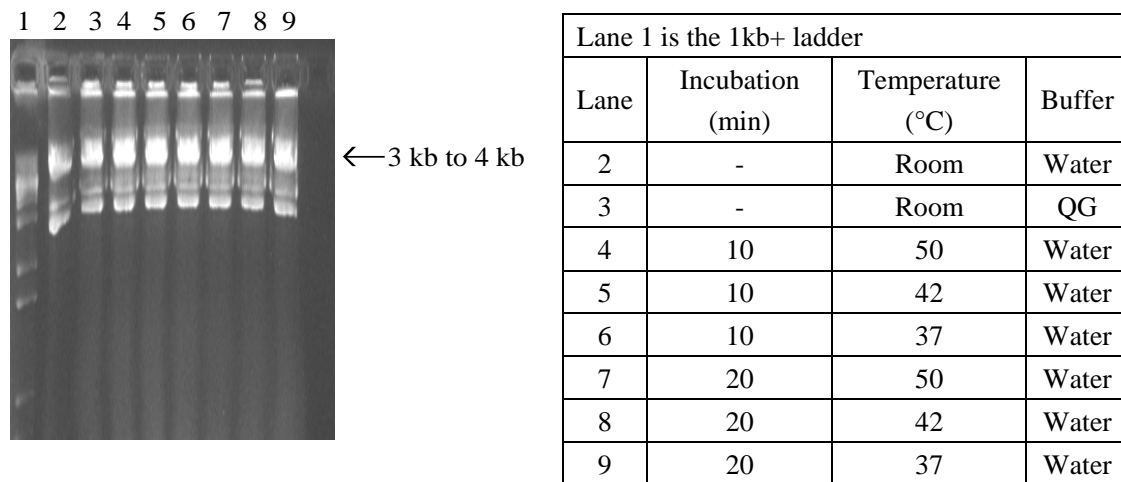 1 2 3 4 5 6 7 8 9
←3 kb to 4 kb
Lane 1 is the 1kb+ ladder
Lane Incubation (min) Temperature (°C) Buffer
2 - Room Water
3 - Room QG
4 10 50 Water
5 10 42 Water
6 10 37 Water
7 20 50 Water
8 20 42 Water
9 20 37 Water